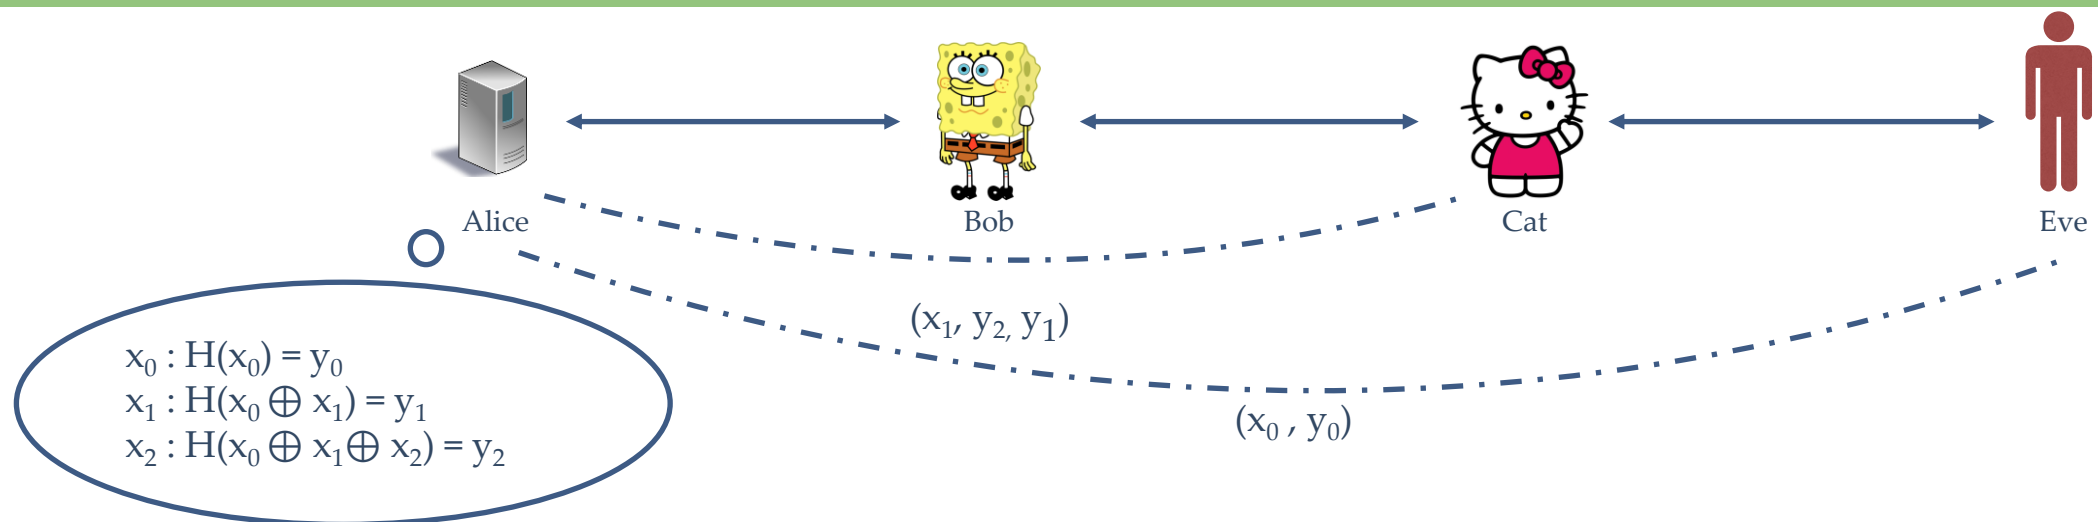 Alice
Bob
Cat
Eve
(x₁, y₂, y₁)
x₀ : H(x₀) = y₀
x₁ : H(x₀ ⊕ x₁) = y₁
x₂ : H(x₀ ⊕ x₁⊕ x₂) = y₂
(x₀ , y₀)